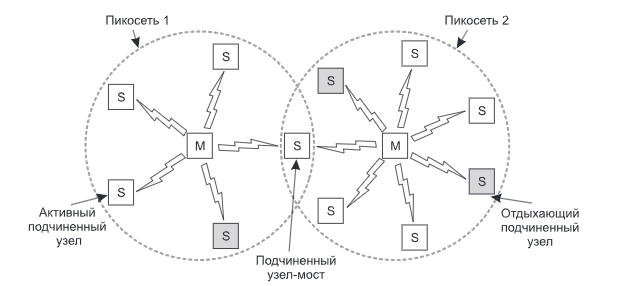 Пикосеть 1
Пикосеть 2
S
S
S
S
S
M
S
M
S
S
S
S
S
S
Активный
подчиненный
узел
Отдыхающий
подчиненный
узел
Подчиненный
узел-мост